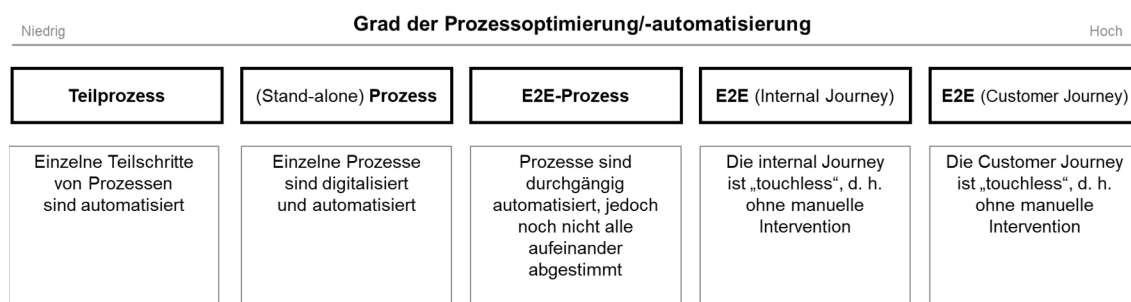 Grad der Prozessoptimierung/-automatisierung
Niedrig
Hoch
Teilprozess
(Stand-alone) Prozess
E2E-Prozess
E2E (Internal Journey)
E2E (Customer Journey)
Einzelne Teilschritte
von Prozessen
sind automatisiert
Einzelne Prozesse
sind digitalisiert
und automatisiert
Prozesse sind
durchgängig
automatisiert, jedoch
noch nicht alle
aufeinander
abgestimmt
Die internal Journey
ist „touchless“, d. h.
ohne manuelle
Intervention
Die Customer Journey
ist „touchless“, d. h.
ohne manuelle
Intervention